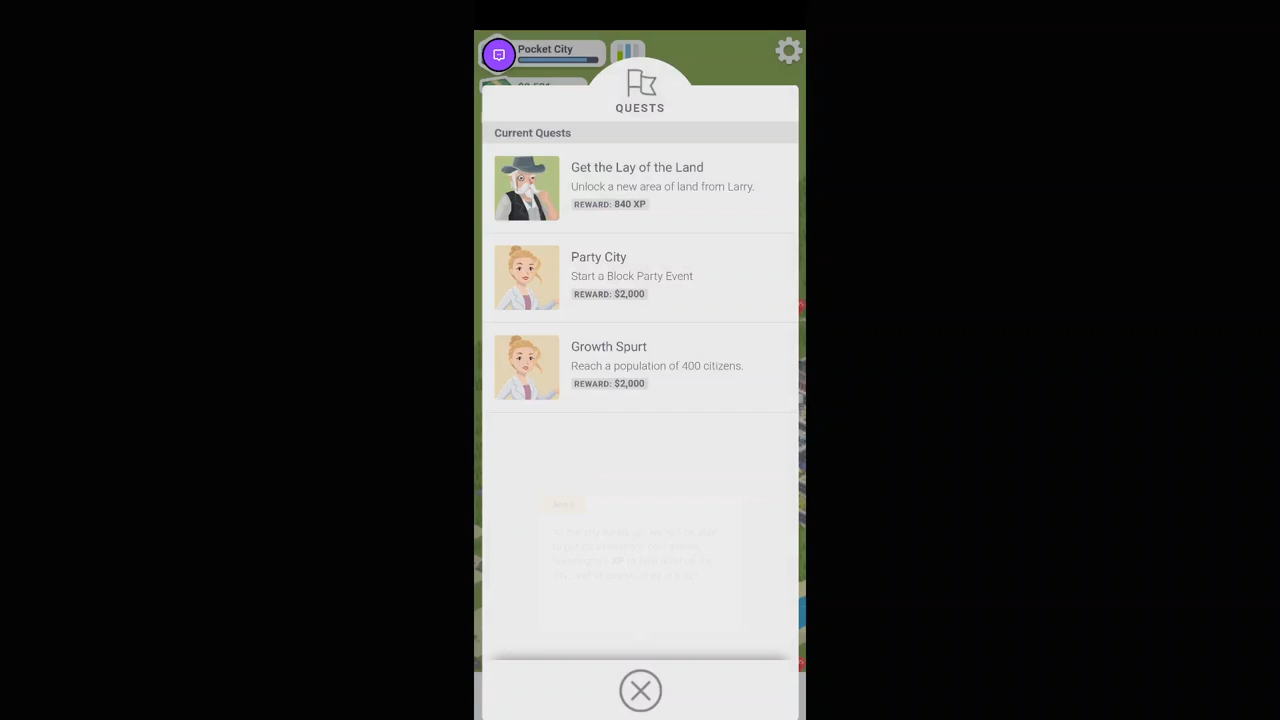 Pocket City
QUESTS
Current Quests
Get the Lay of the Land
Unlock a new area of land from Larry.
REWARD: 840 XP
Party City
Start a Block Party Event
REWARD: $2,000
Growth Spurt
Reach a population of 400 citizens.
REWARD: $2,000